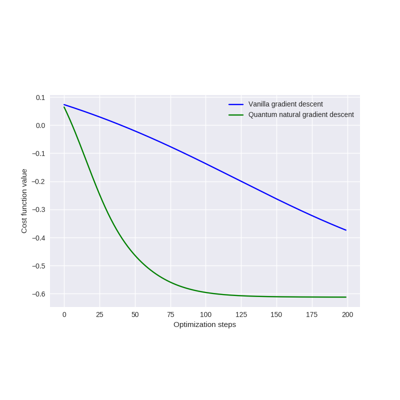 0.1
Vanilla gradient descent
Quantum natural gradient descent
0.0
−0.1
−0.2
−0.3
−0.4
−0.5
−0.6
Cost function value
0 25 50 75 100 125 150 175 200
Optimization steps